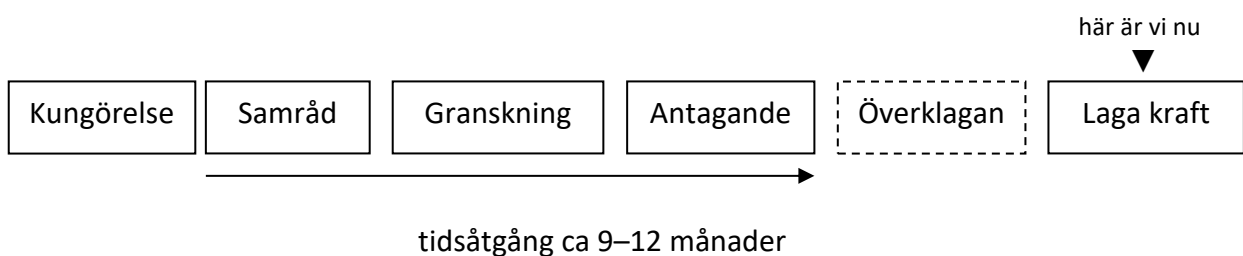 här är vi nu
Kungörelse Samråd Granskning Antagande Överklagan Laga kraft
tidsåtgång ca 9–12 månader